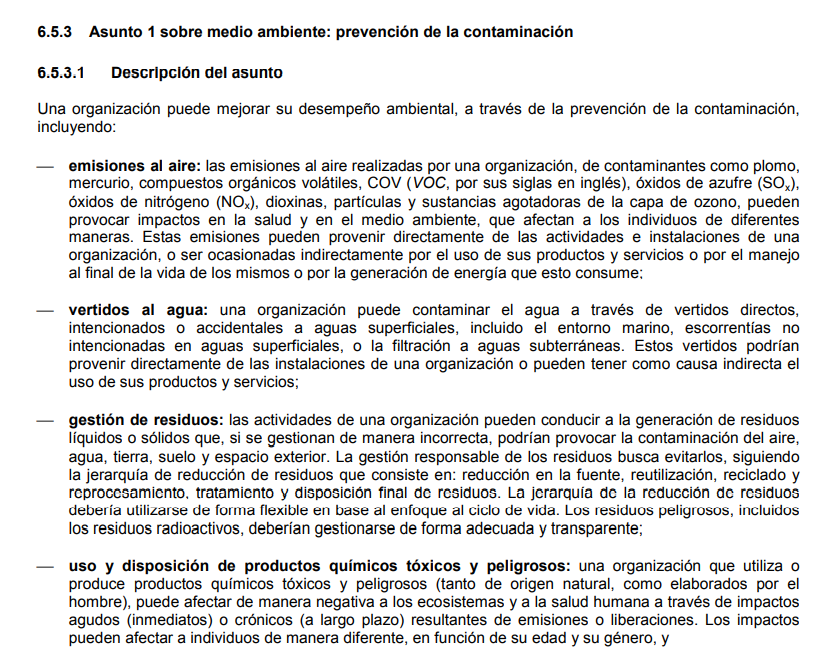 6.5.3 Asunto 1 sobre medio ambiente: prevención de la contaminación
6.5.3.1 Descripción del asunto
Una organización puede mejorar su desempeño ambiental, a través de la prevención de la contaminación,
incluyendo:
— emisiones al aire: las emisiones al aire realizadas por una organización, de contaminantes como plomo,
mercurio, compuestos orgánicos volátiles, COV (VOC, por sus siglas en inglés), óxidos de azufre (SOx),
óxidos de nitrógeno (NOx), dioxinas, partículas y sustancias agotadoras de la capa de ozono, pueden
provocar impactos en la salud y en el medio ambiente, que afectan a los individuos de diferentes
maneras. Estas emisiones pueden provenir directamente de las actividades e instalaciones de una
organización, o ser ocasionadas indirectamente por el uso de sus productos y servicios o por el manejo
al final de la vida de los mismos o por la generación de energía que esto consume;
— vertidos al agua: una organización puede contaminar el agua a través de vertidos directos,
intencionados o accidentales a aguas superficiales, incluido el entorno marino, escorrentías no
intencionadas en aguas superficiales, o la filtración a aguas subterráneas. Estos vertidos podrían
provenir directamente de las instalaciones de una organización o pueden tener como causa indirecta el
uso de sus productos y servicios;
— gestión de residuos: las actividades de una organización pueden conducir a la generación de residuos
líquidos o sólidos que, si se gestionan de manera incorrecta, podrían provocar la contaminación del aire,
agua, tierra, suelo y espacio exterior. La gestión responsable de los residuos busca evitarlos, siguiendo
la jerarquía de reducción de residuos que consiste en: reducción en la fuente, reutilización, reciclado y
reprocesamiento, tratamiento y disposición final de residuos. La jerarquía de la reducción de residuos
debería utilizarse de forma flexible en base al enfoque al ciclo de vida. Los residuos peligrosos, incluidos
los residuos radioactivos, deberían gestionarse de forma adecuada y transparente;
— uso y disposición de productos químicos tóxicos y peligrosos: una organización que utiliza o
produce productos químicos tóxicos y peligrosos (tanto de origen natural, como elaborados por el
hombre), puede afectar de manera negativa a los ecosistemas y a la salud humana a través de impactos
agudos (inmediatos) o crónicos (a largo plazo) resultantes de emisiones o liberaciones. Los impactos
pueden afectar a individuos de manera diferente, en función de su edad y su género, y